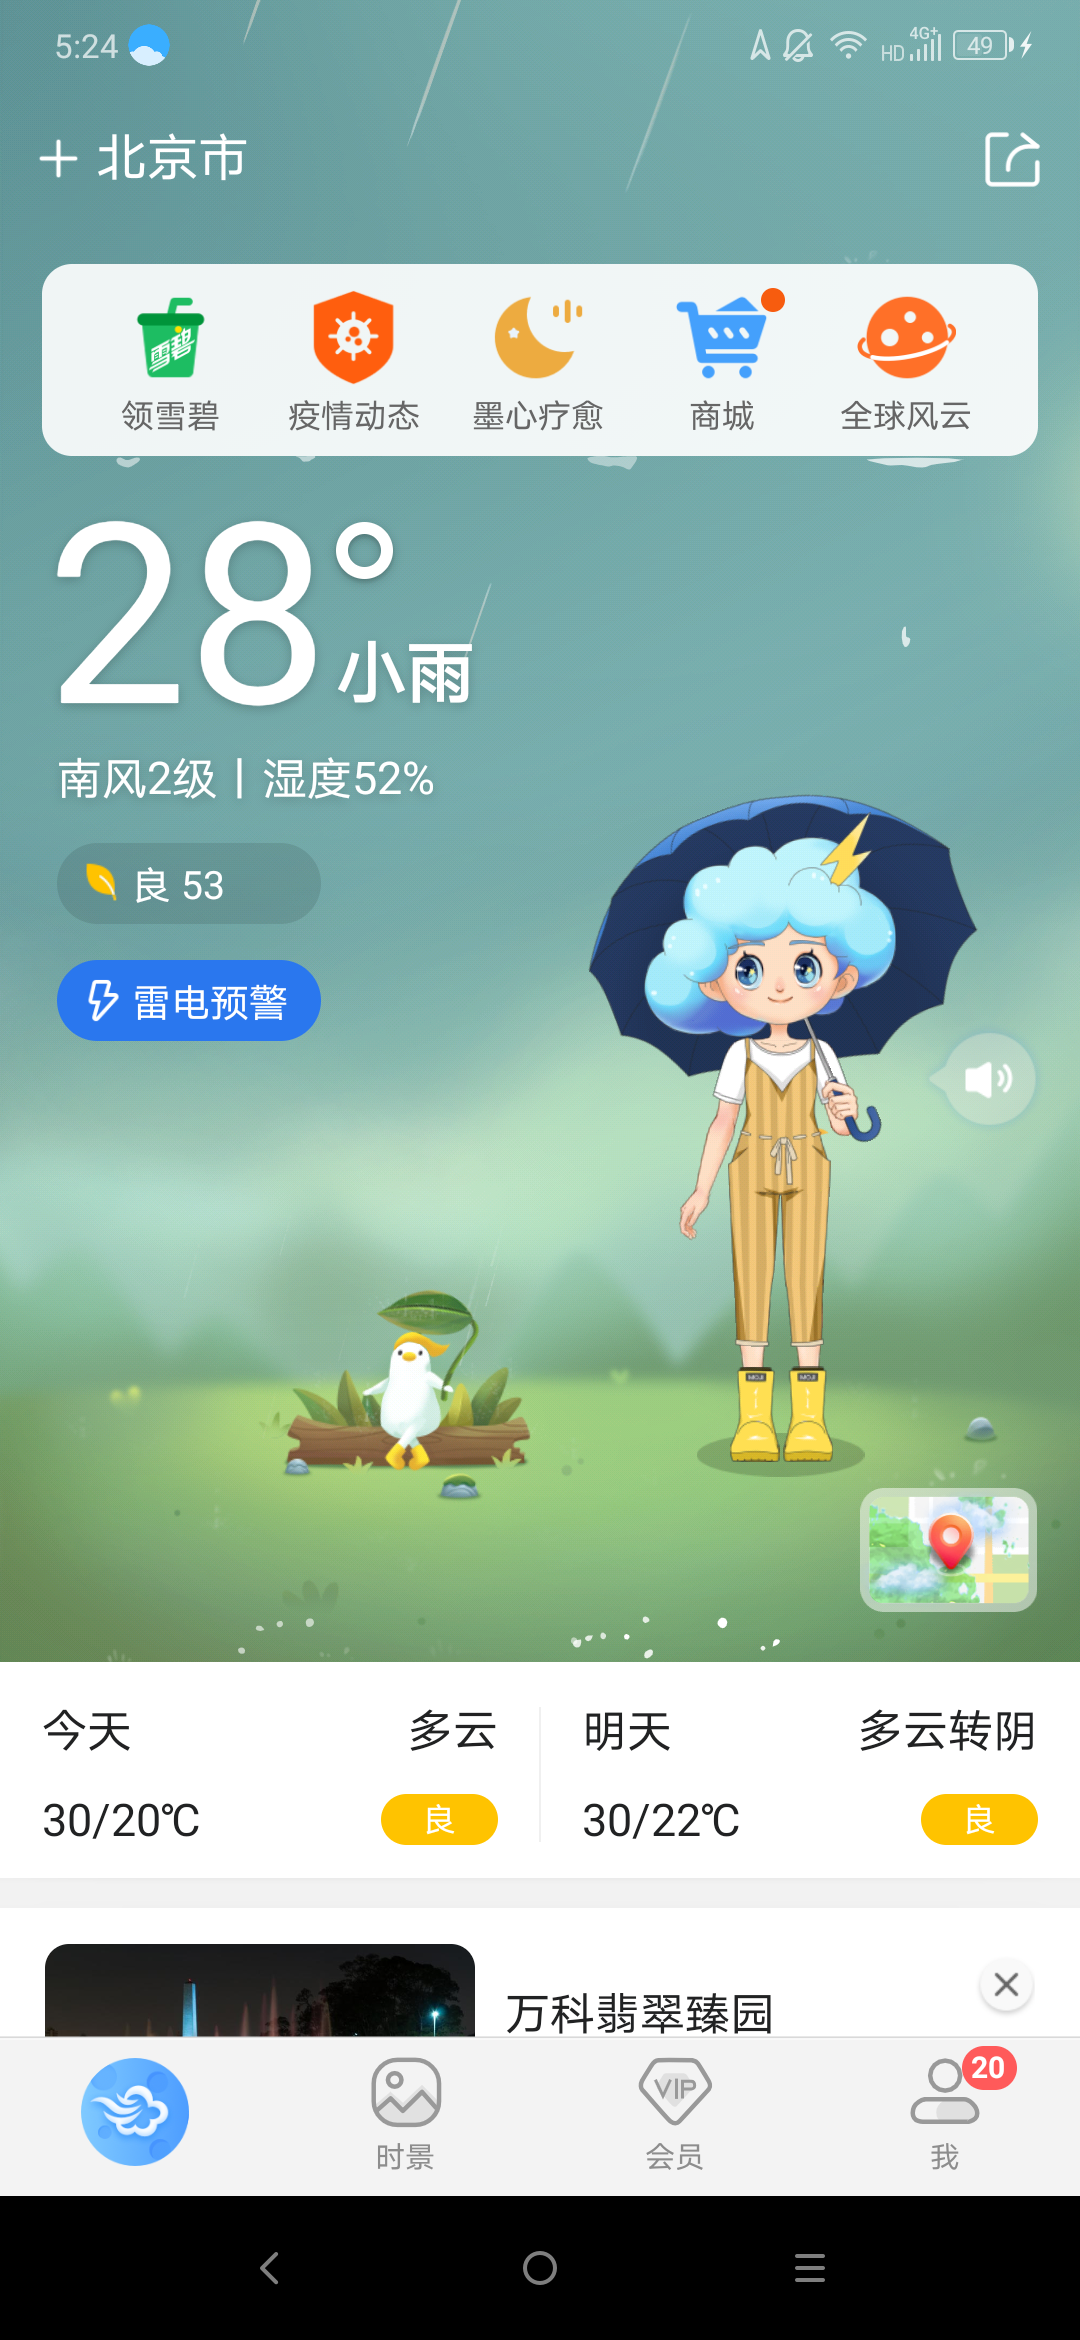 5:24
HD 4G+ 49
北京市
雪碧
领雪碧 疫情动态 墨心疗愈 商城 全球风云
28°
小雨
南风2级 | 湿度52%
良 53
雷电预警
MOJI MOJI
今天 多云 明天 多云转阴
30/20℃ 良 30/22℃ 良
万科翡翠臻园
VIP 20
时景 会员 我